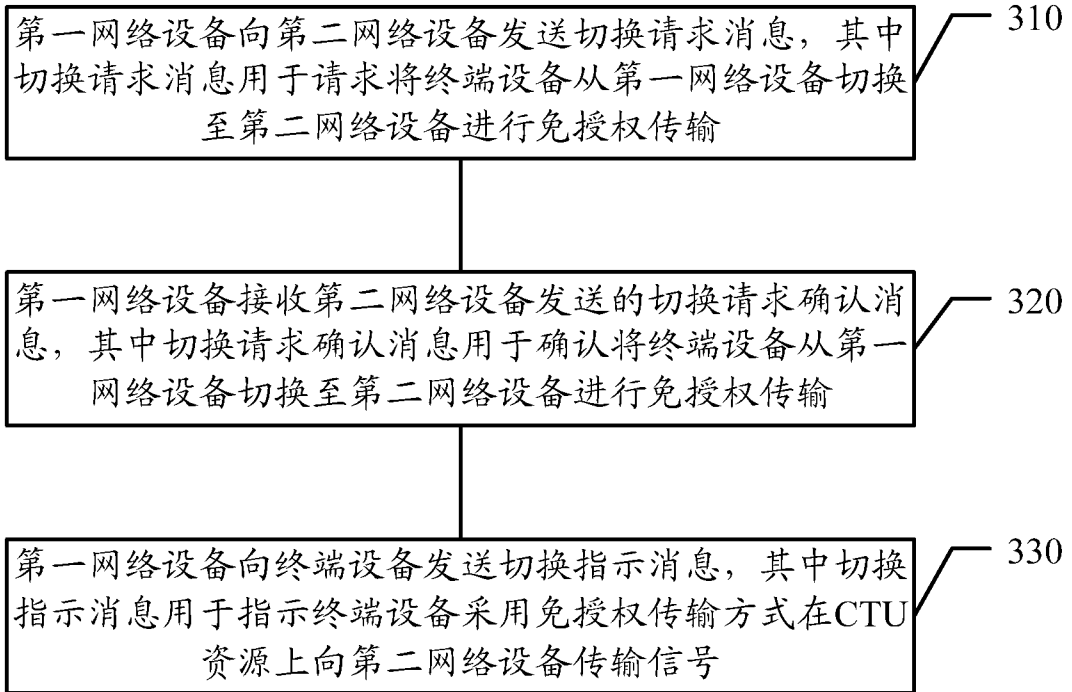 第一网络设备向第二网络设备发送切换请求消息，其中
切换请求消息用于请求将终端设备从第一网络设备切换
至第二网络设备进行免授权传输
310
第一网络设备接收第二网络设备发送的切换请求确认消
息，其中切换请求确认消息用于确认将终端设备从第一
网络设备切换至第二网络设备进行免授权传输
320
第一网络设备向终端设备发送切换指示消息，其中切换
指示消息用于指示终端设备采用免授权传输方式在CTU
资源上向第二网络设备传输信号
330